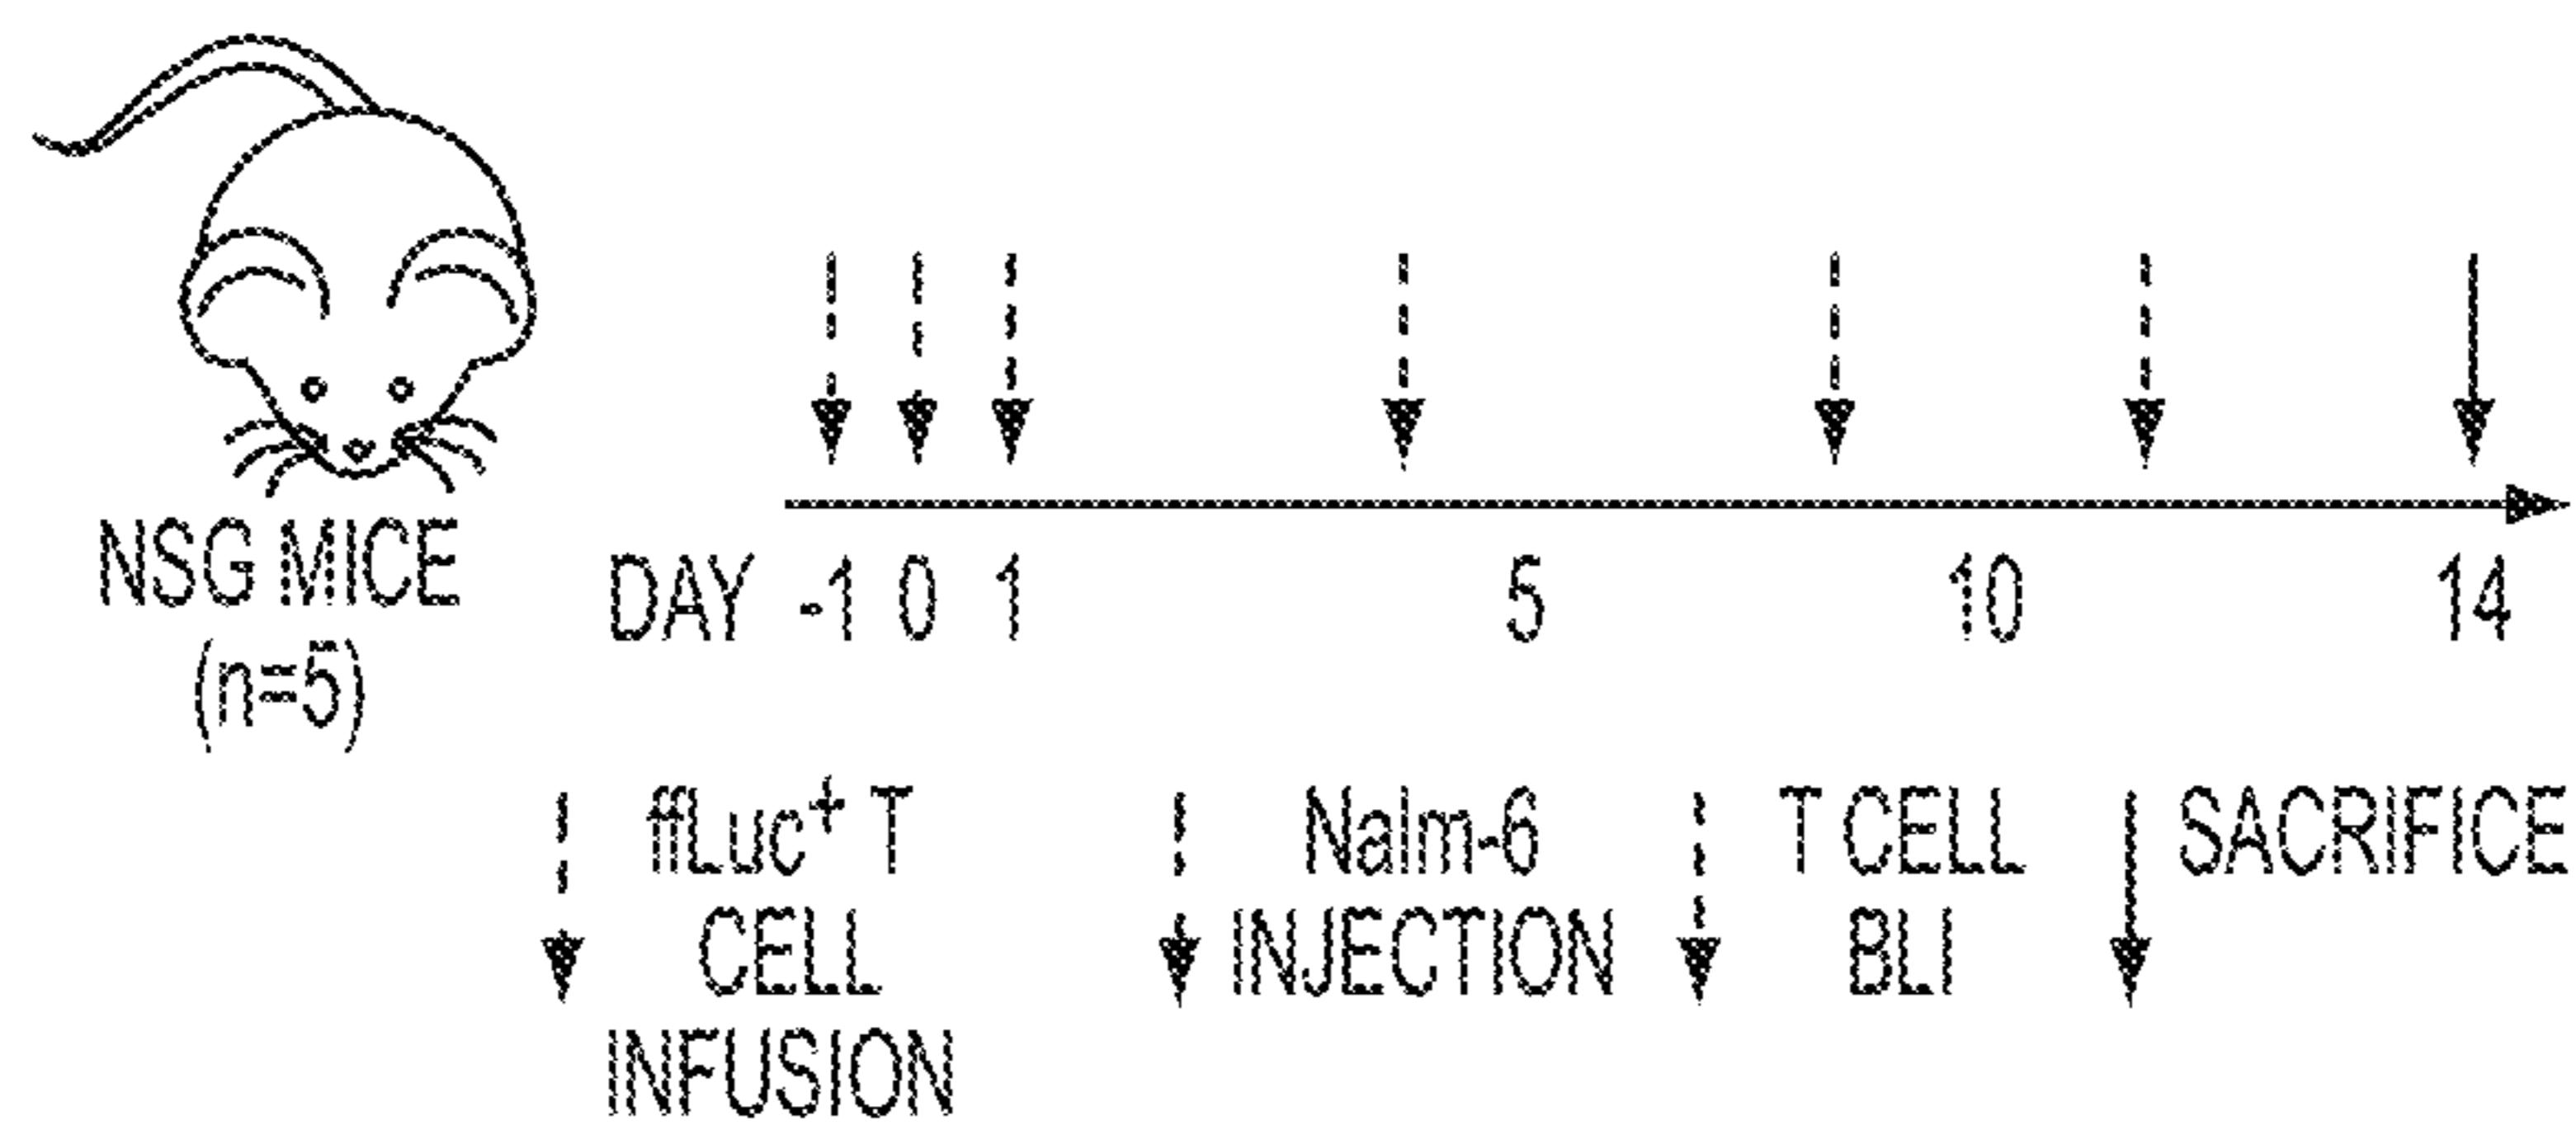 NSG MICE
(n=5)
DAY -1 0 1 5 10 14
ffLuc+ T
CELL
INFUSION
Nalm-6
INJECTION
T CELL
BLI
SACRIFICE